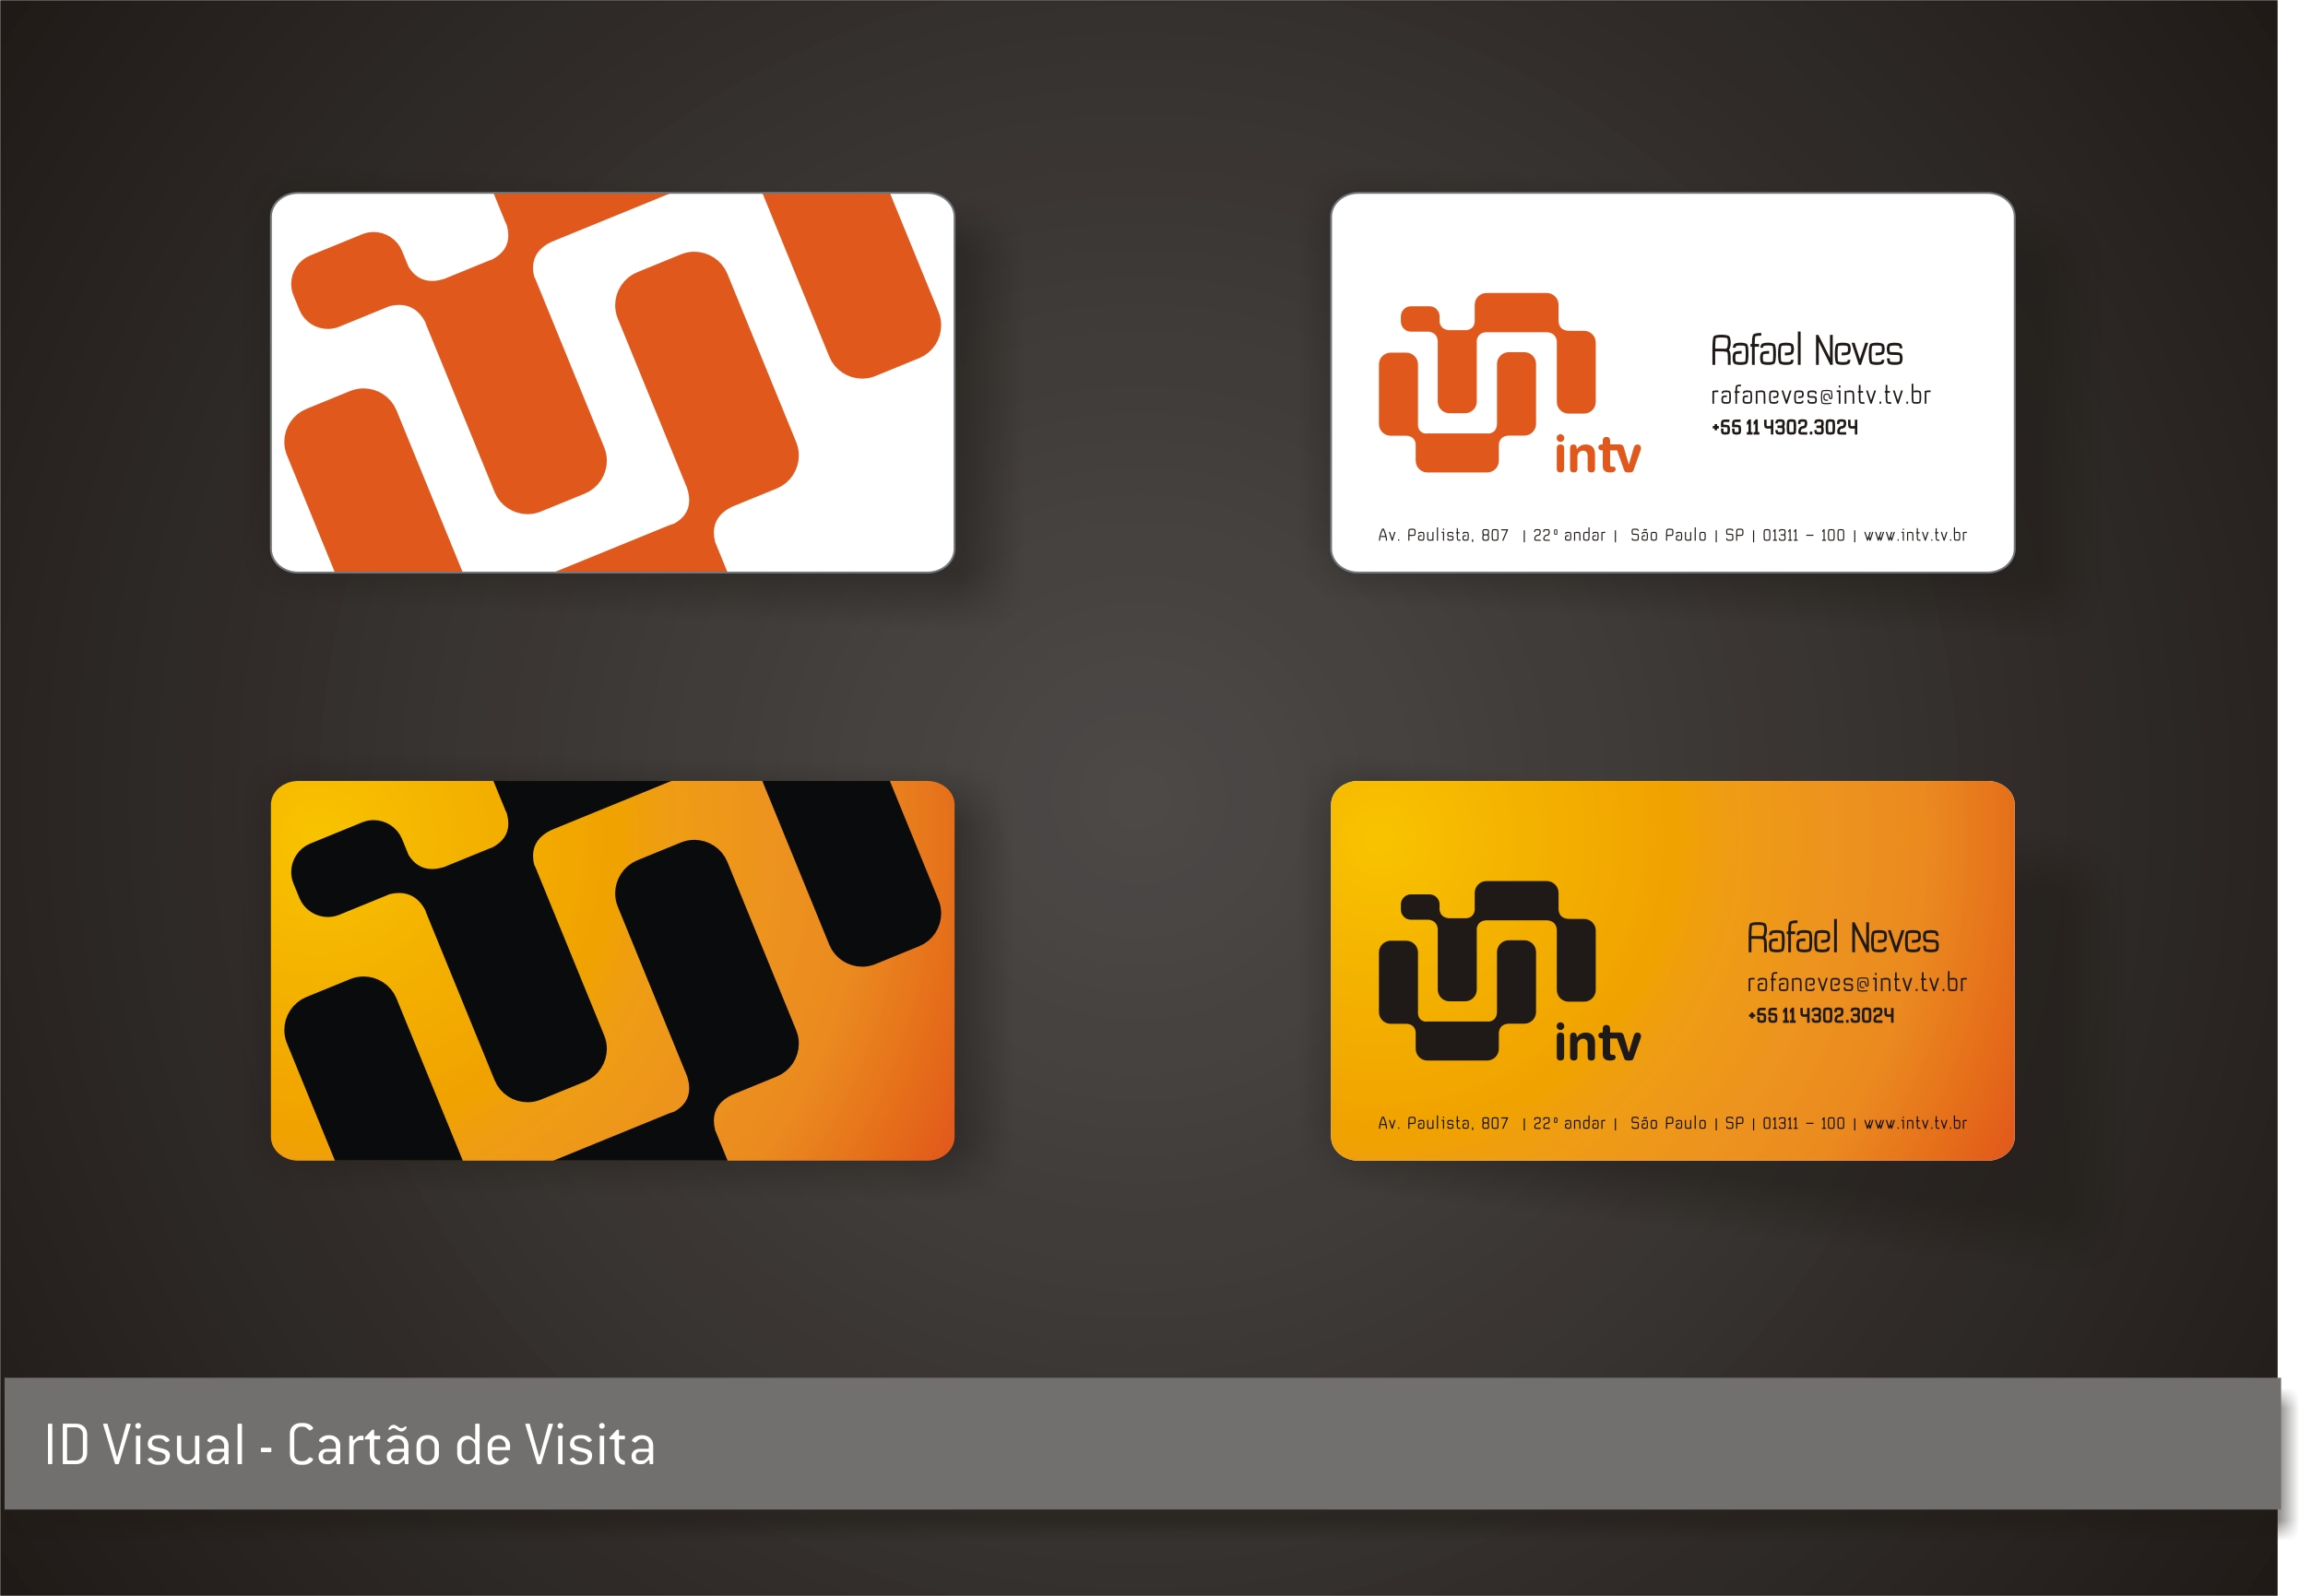 Rafael Neves
rafaneves@intv.tv.br
+55 11 4302.3024
intv
Av. Paulista, 807 | 22º andar | São Paulo | SP | 01311 - 100 | www.intv.tv.br
Rafael Neves
rafaneves@intv.tv.br
+55 11 4302.3024
intv
Av. Paulista, 807 | 22º andar | São Paulo | SP | 01311 - 100 | www.intv.tv.br
ID Visual - Cartão de Visita